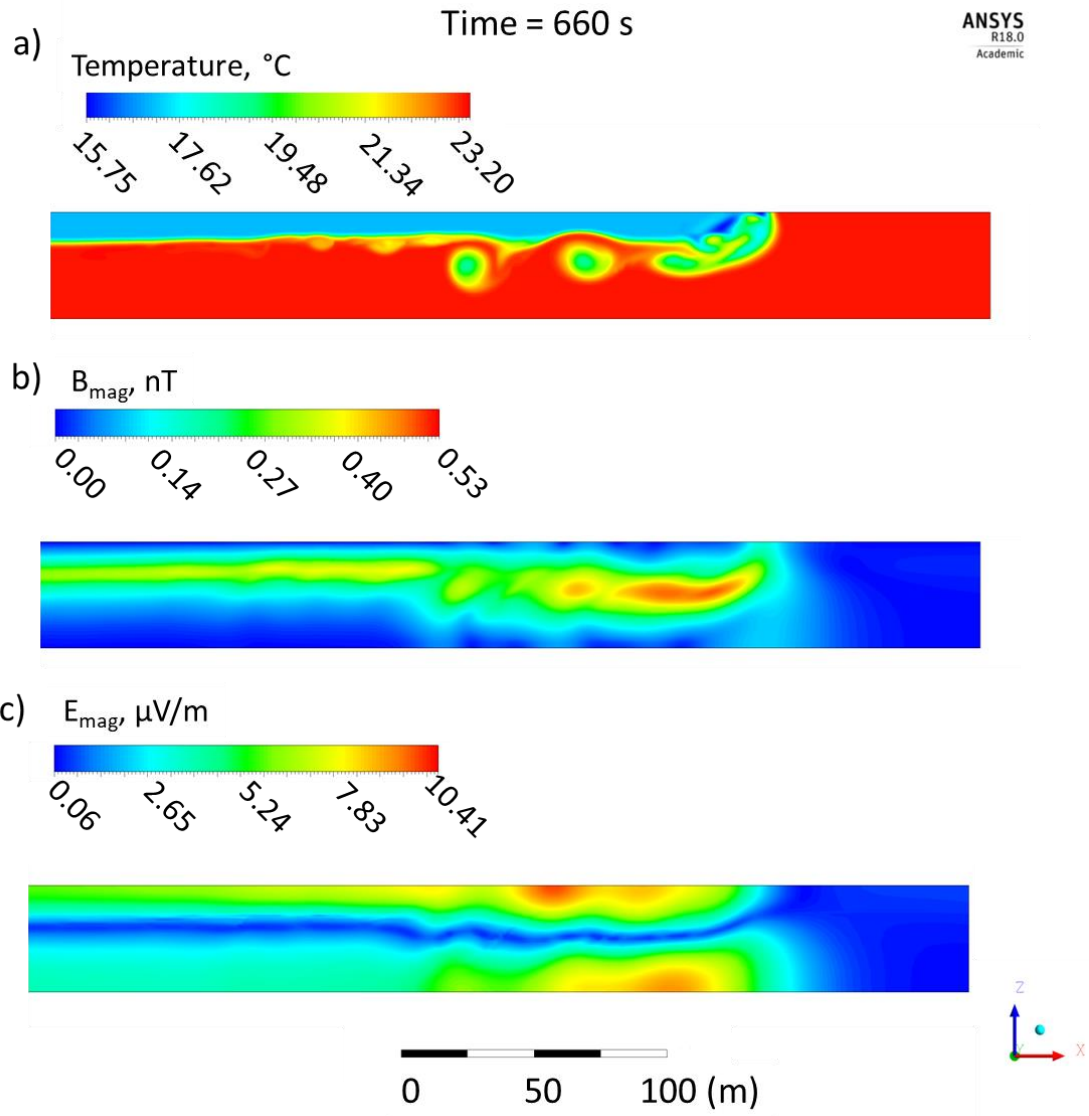 Time = 660 s
ANSYS
R18.0
Academic
a)
Temperature, °C
15.75 17.62 19.48 21.34 23.20
b)
Bmag, nT
0.00 0.14 0.27 0.40 0.53
c)
Emag, µV/m
0.06 2.65 5.24 7.83 10.41
Z
Y
X
0 50 100 (m)